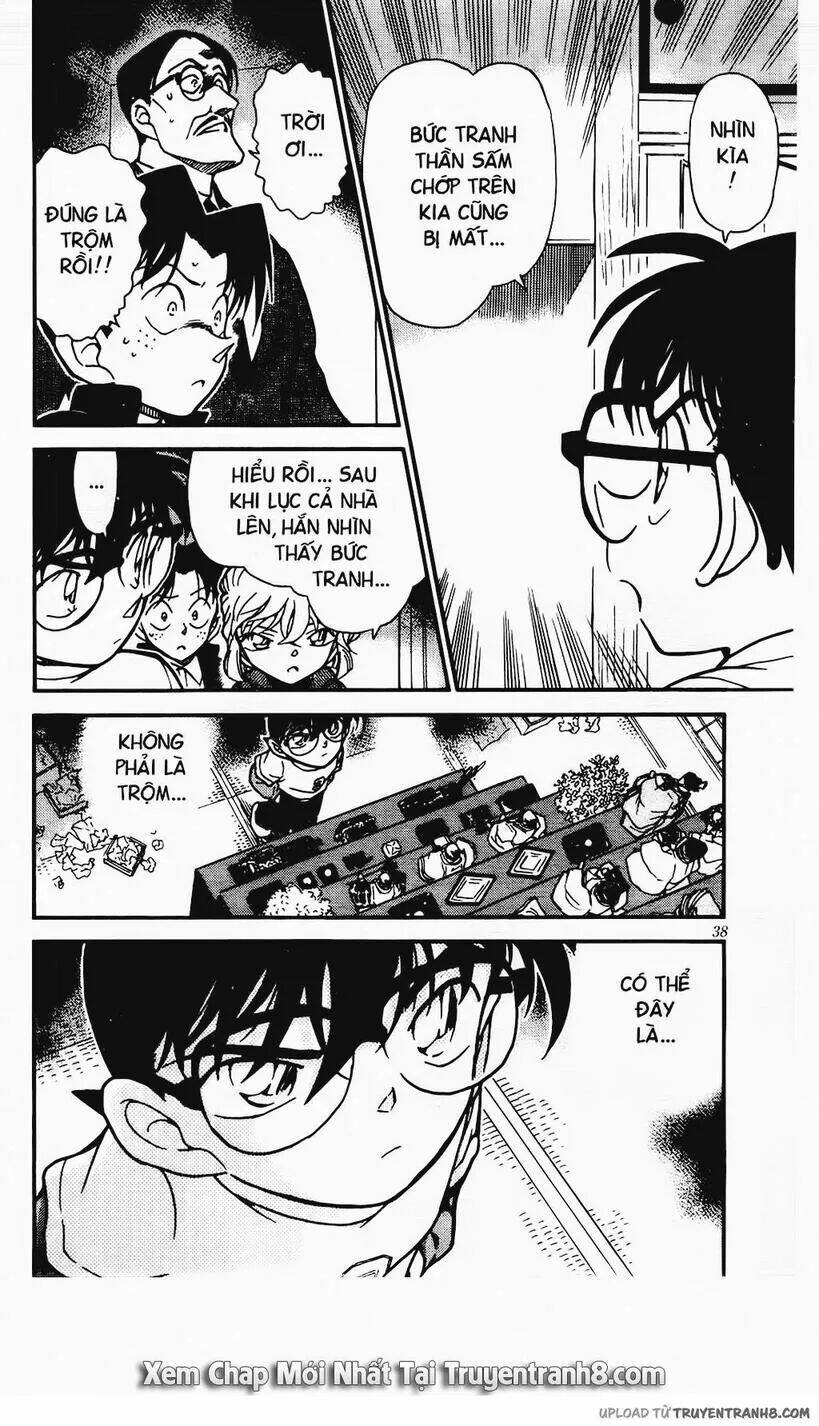 NHÌN
KÌA
!
BỨC TRANH
THẦN SẤM
CHỚP TRÊN
KIA CŨNG
BỊ MẤT...
TRỜI
ƠI...
ĐÚNG LÀ
TRỘM
RỒI!!
HIỂU RỒI... SAU
KHI LỤC CẢ NHÀ
LÊN, HẮN NHÌN
THẤY BỨC
TRANH...
...
KHÔNG
PHẢI LÀ
TRỘM...
38
CÓ THỂ
ĐÂY
LÀ...
Xem Chap Mới Nhất Tại Truyentranh8.com
UPLOAD TỪ TRUYENTRANH8.COM